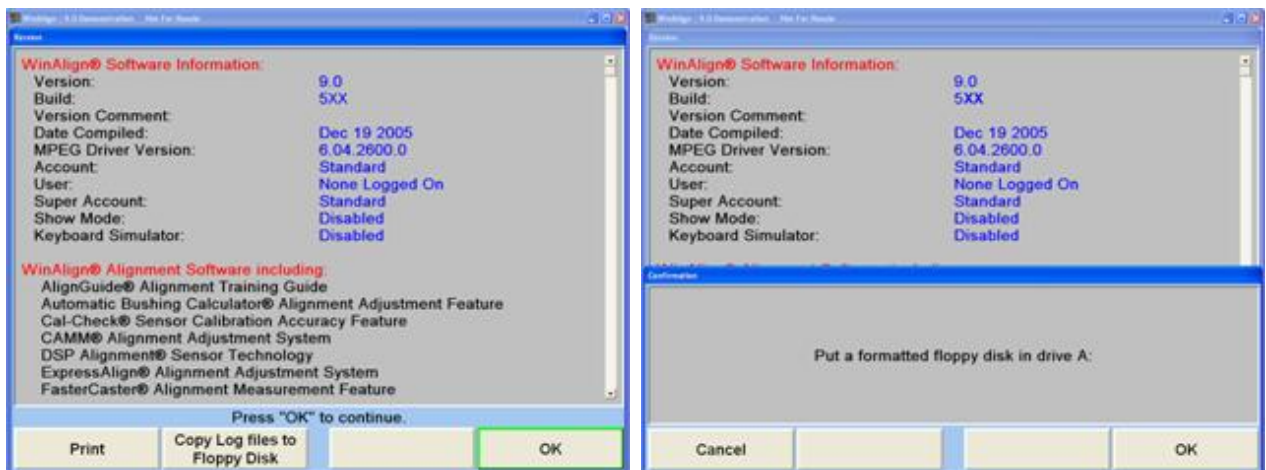 WinAlign® Software Information:
Version: 9.0
Build: 5XX
Version Comment:
Date Compiled: Dec 19 2005
MPEG Driver Version: 6.04.2600.0
Account: Standard
User: None Logged On
Super Account: Standard
Show Mode: Disabled
Keyboard Simulator: Disabled
WinAlign® Alignment Software including:
AlignGuide® Alignment Training Guide
Automatic Bushing Calculator® Alignment Adjustment Feature
Cal-Check® Sensor Calibration Accuracy Feature
CAMM® Alignment Adjustment System
DSP Alignment® Sensor Technology
ExpressAlign® Alignment Adjustment System
FasterCaster® Alignment Measurement Feature
Press "OK" to continue.
Print
Copy Log files to
Floppy Disk
OK
WinAlign® Software Information:
Version: 9.0
Build: 5XX
Version Comment:
Date Compiled: Dec 19 2005
MPEG Driver Version: 6.04.2600.0
Account: Standard
User: None Logged On
Super Account: Standard
Show Mode: Disabled
Keyboard Simulator: Disabled
Confirmation
Put a formatted floppy disk in drive A:
Cancel
OK